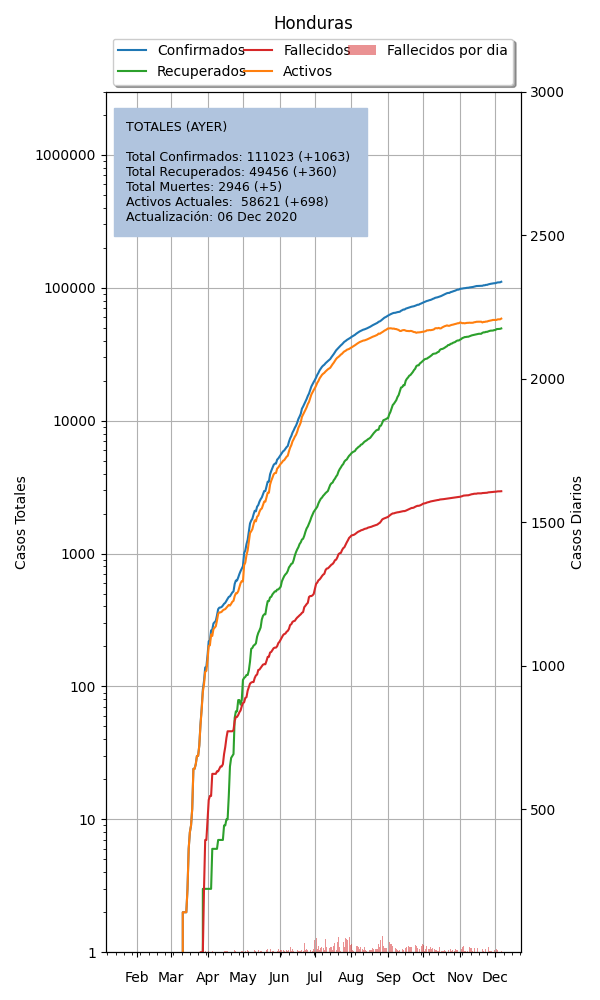 Honduras
Confirmados Fallecidos Fallecidos por dia
Recuperados Activos
TOTALES (AYER)
Total Confirmados: 111023 (+1063)
Total Recuperados: 49456 (+360)
Total Muertes: 2946 (+5)
Activos Actuales:  58621 (+698)
Actualización: 06 Dec 2020
1000000
100000
10000
1000
100
10
1
Casos Totales
3000
2500
2000
1500
1000
500
Casos Diarios
Feb Mar Apr May Jun Jul Aug Sep Oct Nov Dec